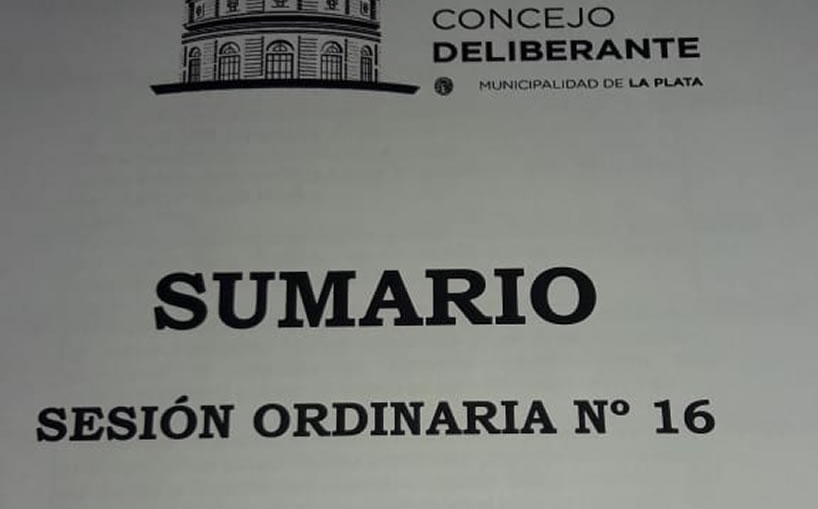 CONCEJO
DELIBERANTE
MUNICIPALIDAD DE LA PLATA
SUMARIO
SESIÓN ORDINARIA Nº 16